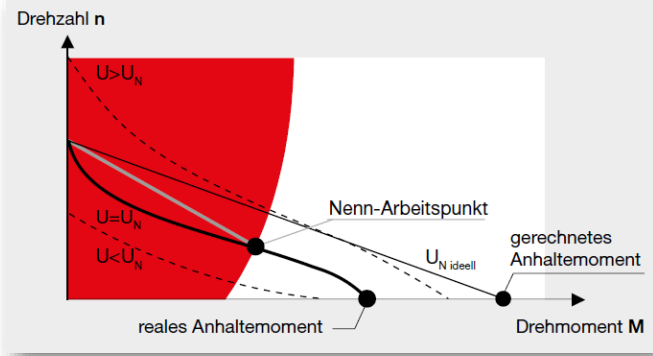 Drehzahl n
U>UN
Nenn-Arbeitspunkt
U=UN
U<UN
UN ideell
gerechnetes
Anhaltemoment
reales Anhaltemoment
Drehmoment M